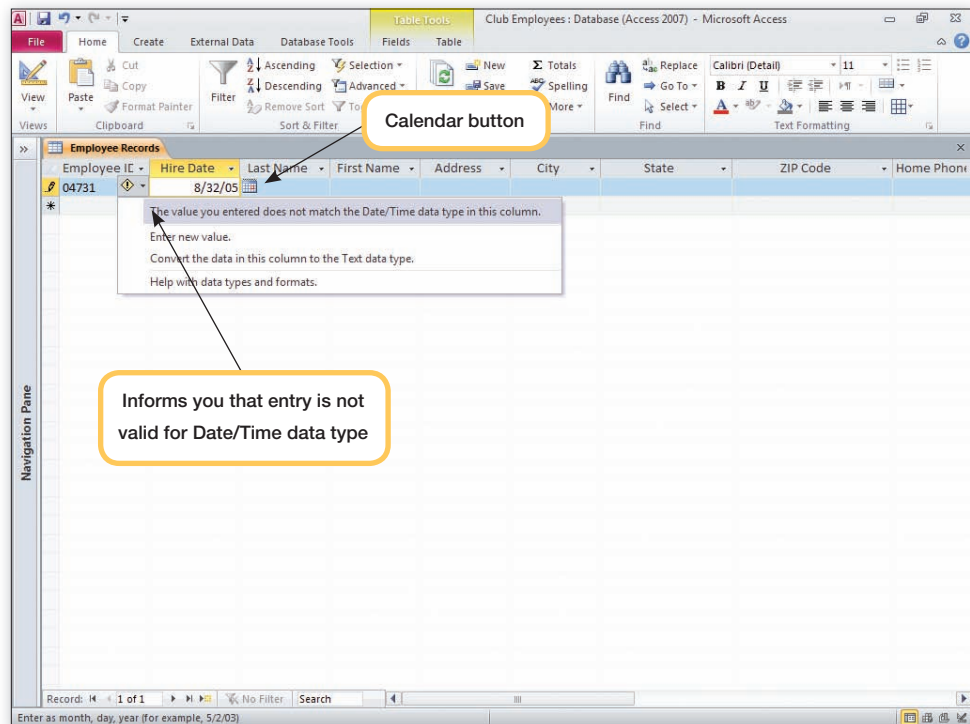 Table Tools
Club Employees : Database (Access 2007) - Microsoft Access
File Home Create External Data Database Tools Fields Table
View
Views
Paste
Cut
Copy
Format Painter
Clipboard
Filter
Ascending
Descending
Remove Sort
Selection
Advanced
Sort & Filter
New
Save
Totals
Spelling
More
Find
Replace
Go To
Select
Find
Calibri (Detail) 11
B I U
A
Text Formatting
Calendar button
Employee Records
Employee ID Hire Date Last Name First Name Address City State ZIP Code Home Phone
04731 8/32/05
The value you entered does not match the Date/Time data type in this column.
Enter new value.
Convert the data in this column to the Text data type.
Help with data types and formats.
Informs you that entry is not
valid for Date/Time data type
Navigation Pane
Record: 1 of 1 No Filter Search
Enter as month, day, year (for example, 5/2/03)